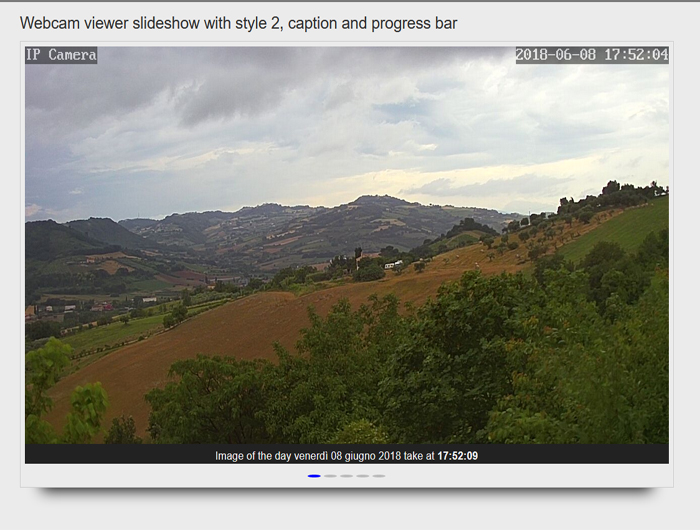 Webcam viewer slideshow with style 2, caption and progress bar
IP Camera
2018-06-08 17:52:04
Image of the day venerdì 08 giugno 2018 take at 17:52:09